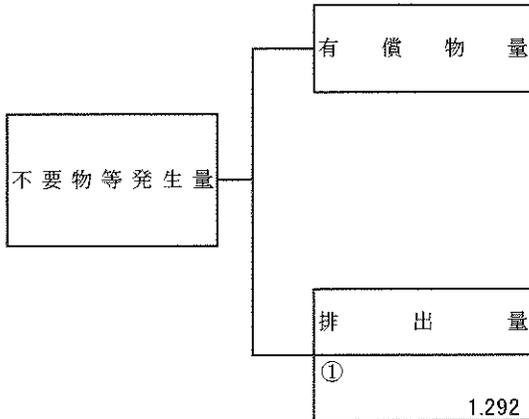 有償物量
不要物等発生量
排出量
①
1.292